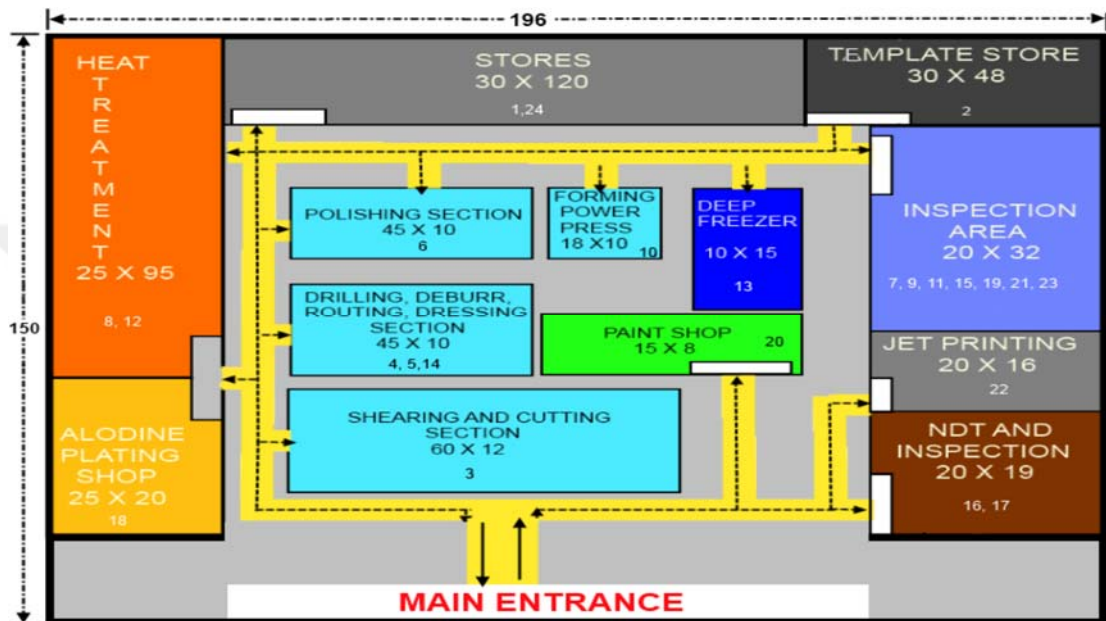 196
150
HEAT
TREATMENT
25 X 95
8, 12
STORES
30 X 120
1,24
TEMPLATE STORE
30 X 48
2
POLISHING SECTION
45 X 10
6
FORMING
POWER
PRESS
18 X10
10
DEEP
FREEZER
10 X 15
13
INSPECTION
AREA
20 X 32
7, 9, 11, 15, 19, 21, 23
DRILLING, DEBURR,
ROUTING, DRESSING
SECTION
45 X 10
4, 5,14
PAINT SHOP
15 X 8
20
JET PRINTING
20 X 16
22
ALODINE
PLATING
SHOP
25 X 20
18
SHEARING AND CUTTING
SECTION
60 X 12
3
NDT AND
INSPECTION
20 X 19
16, 17
MAIN ENTRANCE